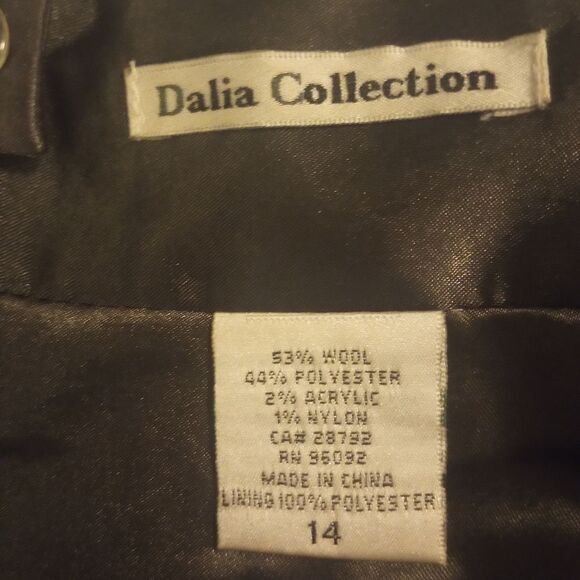 Dalia Collection
53% WOOL
44% POLYESTER
2% ACRYLIC
1% NYLON
CA# 28792
RN 96092
MADE IN CHINA
LINING 100% POLYESTER
14